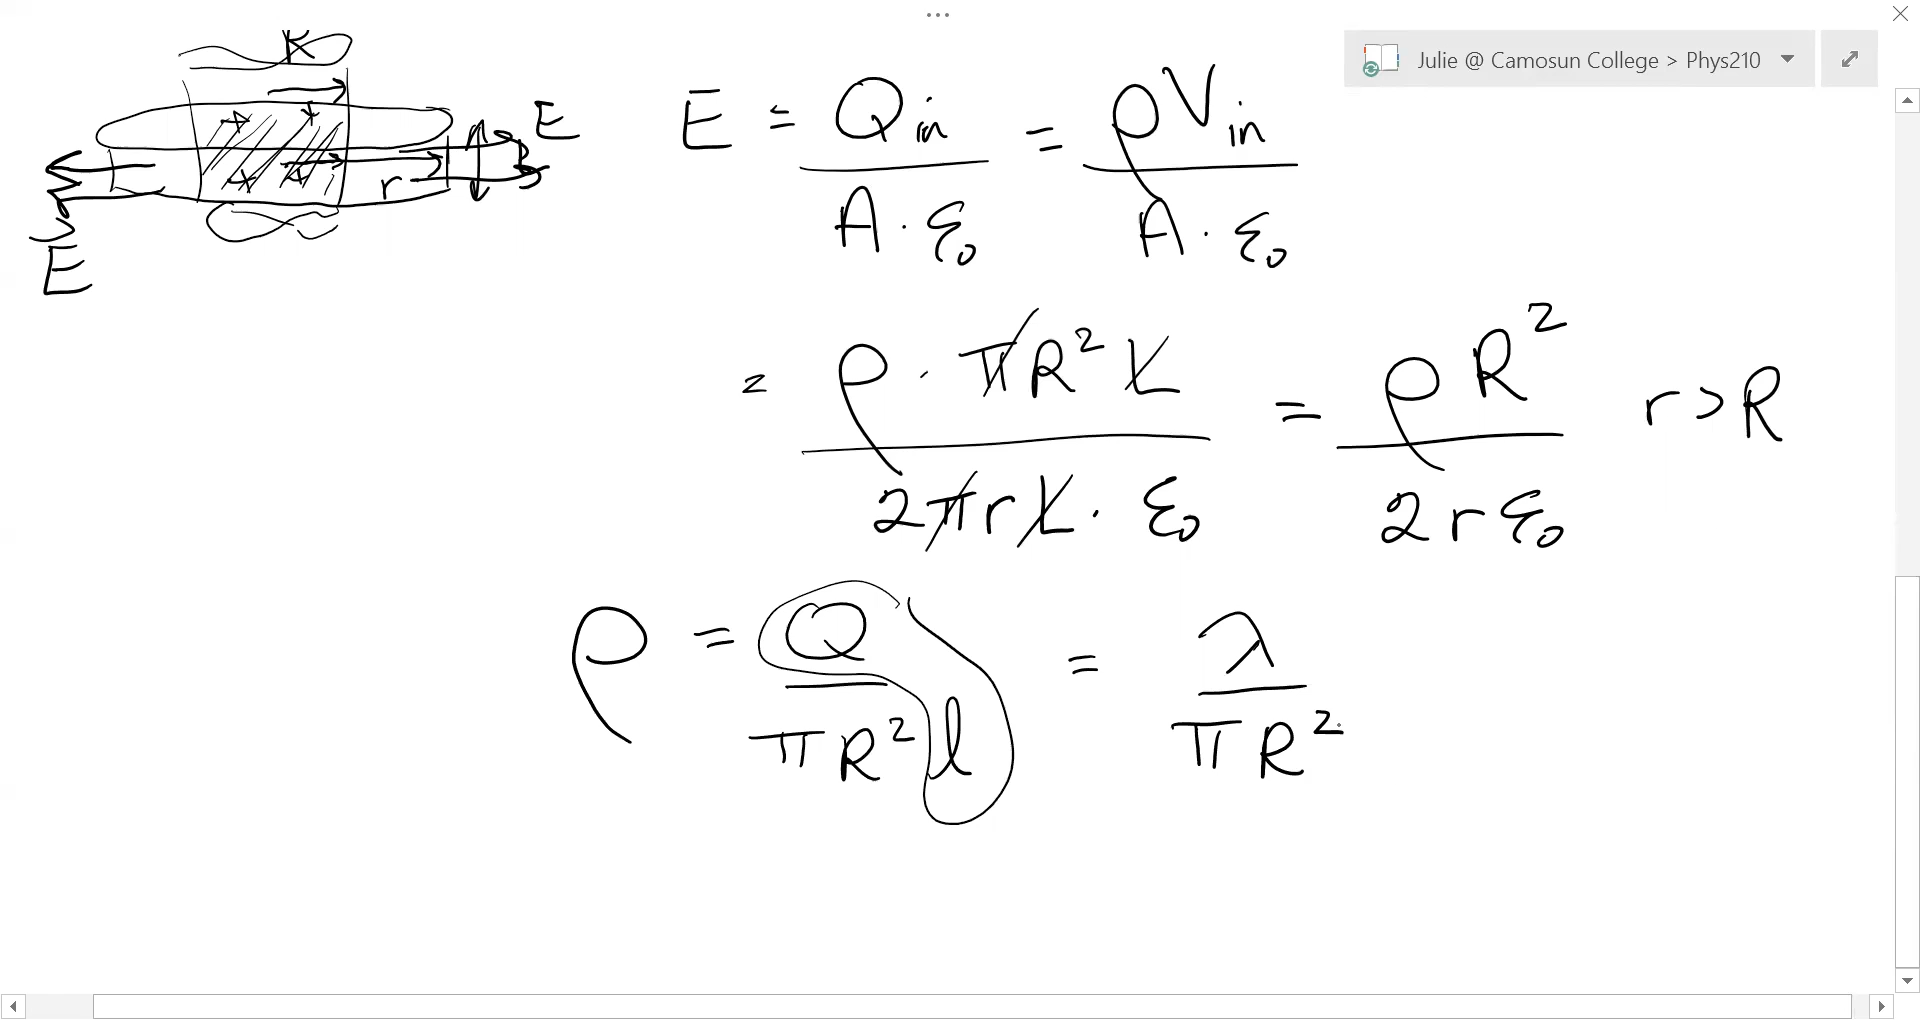 Julie @ Camosun College > Phys210
R
E
r
E
E = Qin / A · ε₀ = ρVin / A · ε₀
= ρ · πR²L / 2πrL · ε₀ = ρR² / 2rε₀ r > R
ρ = Q / πR²l = λ / πR²